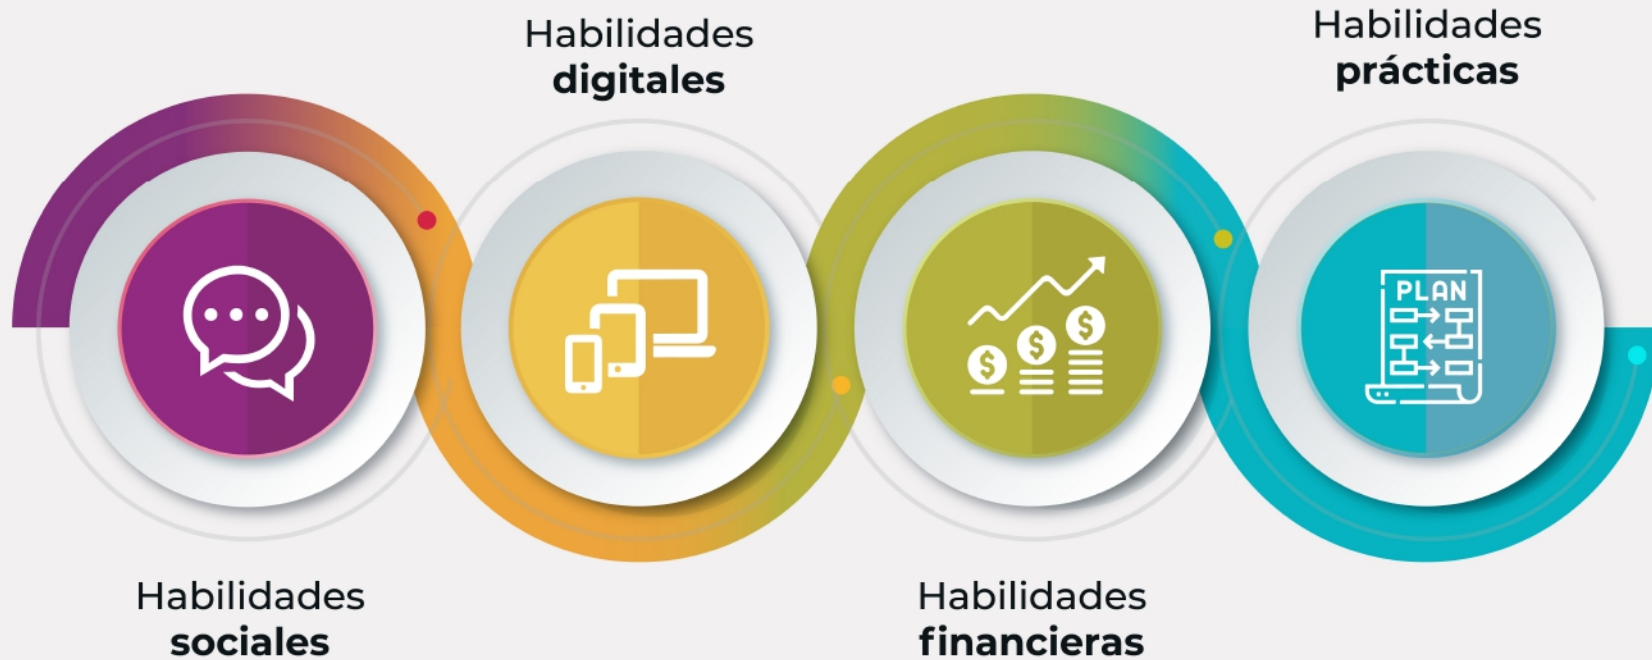 Habilidades
sociales
Habilidades
digitales
Habilidades
financieras
Habilidades
prácticas
PLAN